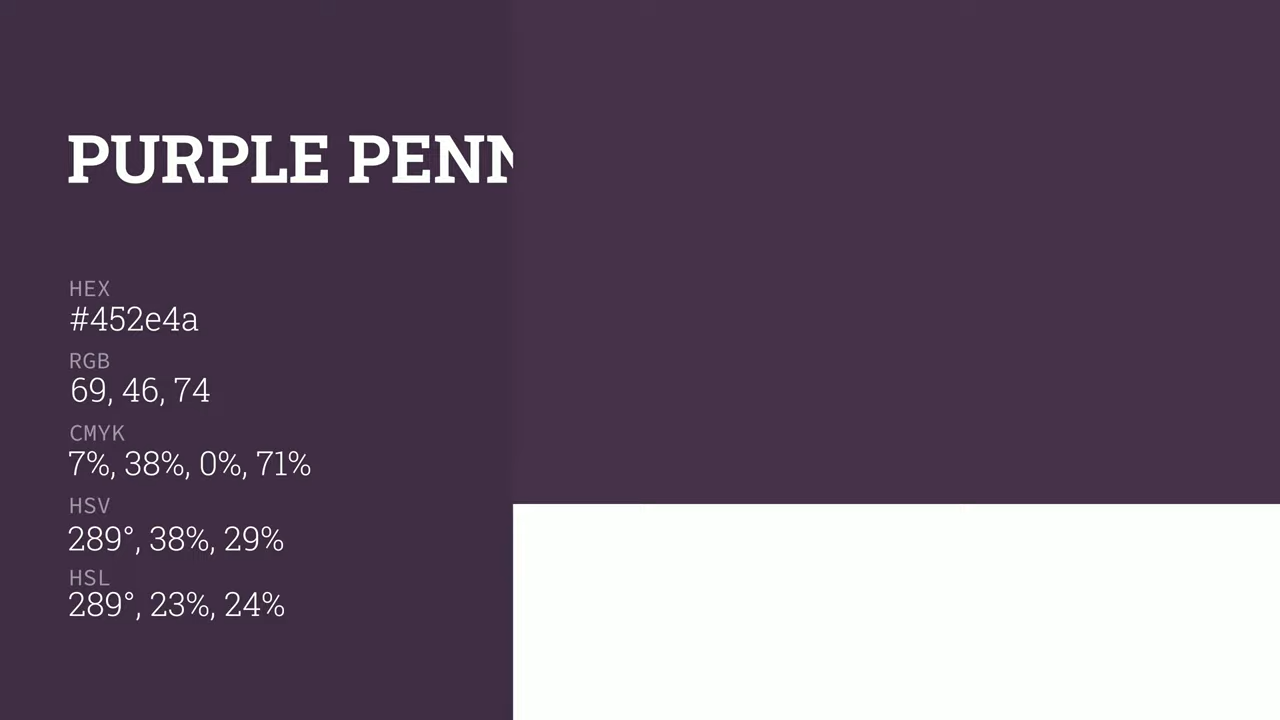 PURPLE PENN
HEX
#452e4a
RGB
69, 46, 74
CMYK
7%, 38%, 0%, 71%
HSV
289°, 38%, 29%
HSL
289°, 23%, 24%